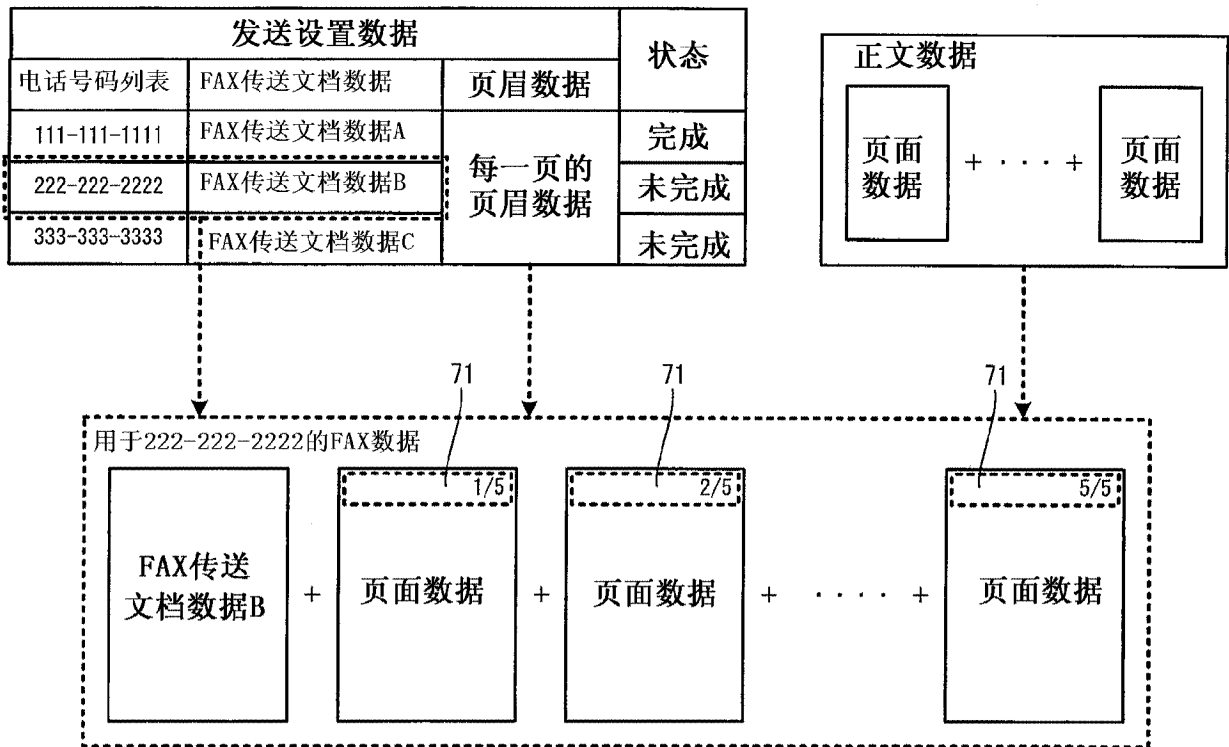 发送设置数据
状态
电话号码列表
FAX传送文档数据
页眉数据
111-111-1111
FAX传送文档数据A
每一页的
页眉数据
完成
222-222-2222
FAX传送文档数据B
未完成
333-333-3333
FAX传送文档数据C
未完成
正文数据
页面
数据
+ · · · +
页面
数据
71
71
71
用于222-222-2222的FAX数据
FAX传送
文档数据B
+
1/5
页面数据
+
2/5
页面数据
+ · · · · +
5/5
页面数据